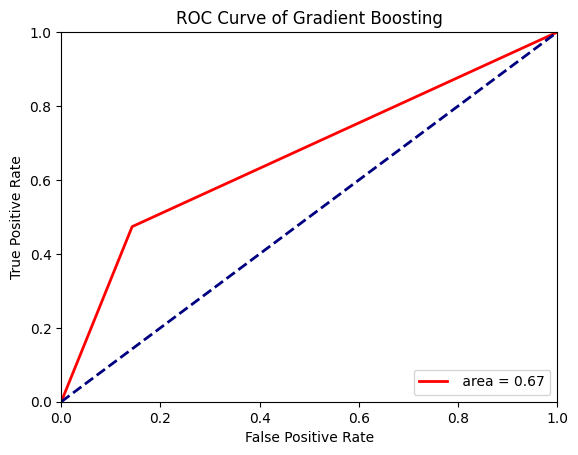 ROC Curve of Gradient Boosting
1.0
0.8
0.6
0.4
0.2
0.0
True Positive Rate
area = 0.67
0.0 0.2 0.4 0.6 0.8 1.0
False Positive Rate